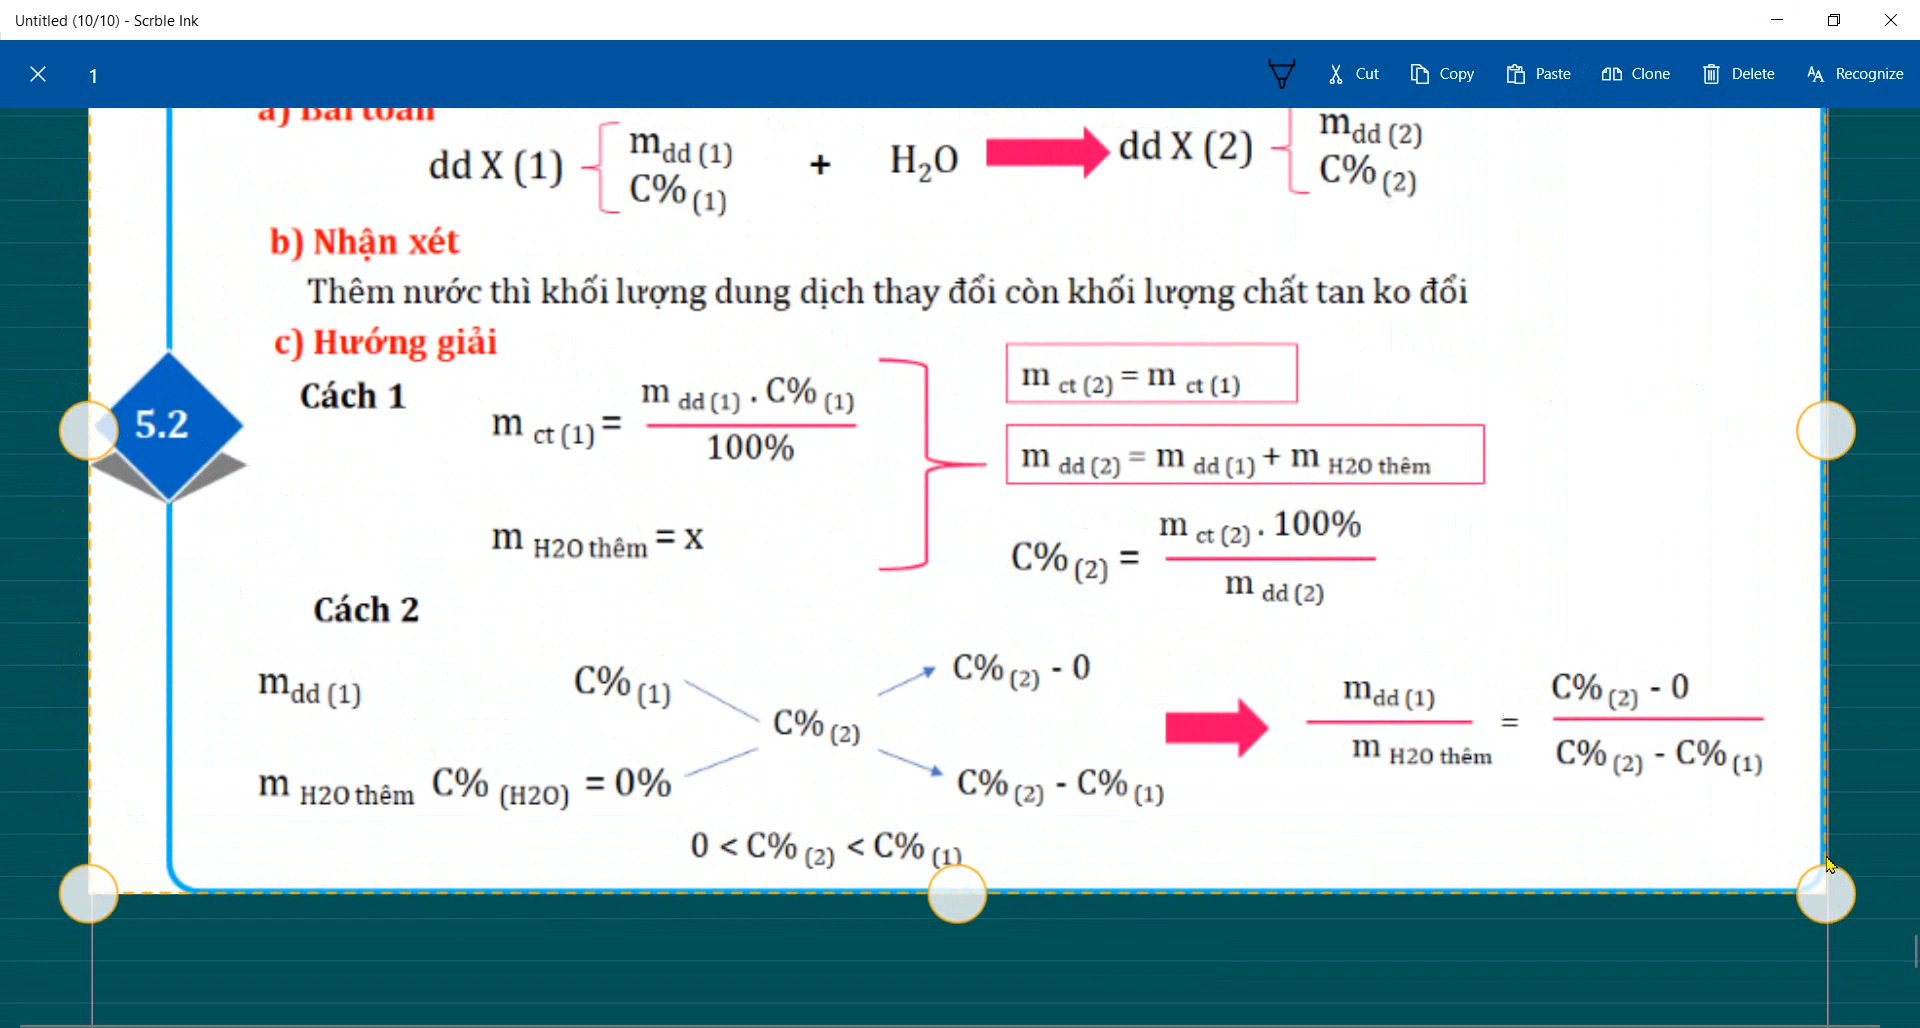 Untitled (10/10) - Scrble Ink
1 Cut Copy Paste Clone Delete Recognize
a) Bài toán
dd X (1) { mdd (1) C% (1) + H2O dd X (2) { mdd (2) C% (2)
b) Nhận xét
Thêm nước thì khối lượng dung dịch thay đổi còn khối lượng chất tan ko đổi
c) Hướng giải
Cách 1
5.2
m ct (1) = m dd (1) . C% (1) / 100%
m H2O thêm = x
m ct (2) = m ct (1)
m dd (2) = m dd (1) + m H2O thêm
C% (2) = m ct (2) . 100% / m dd (2)
Cách 2
mdd (1) C% (1) C% (2) - 0
C% (2)
m H2O thêm C% (H2O) = 0% C% (2) - C% (1)
mdd (1) / m H2O thêm = C% (2) - 0 / C% (2) - C% (1)
0 < C% (2) < C% (1)